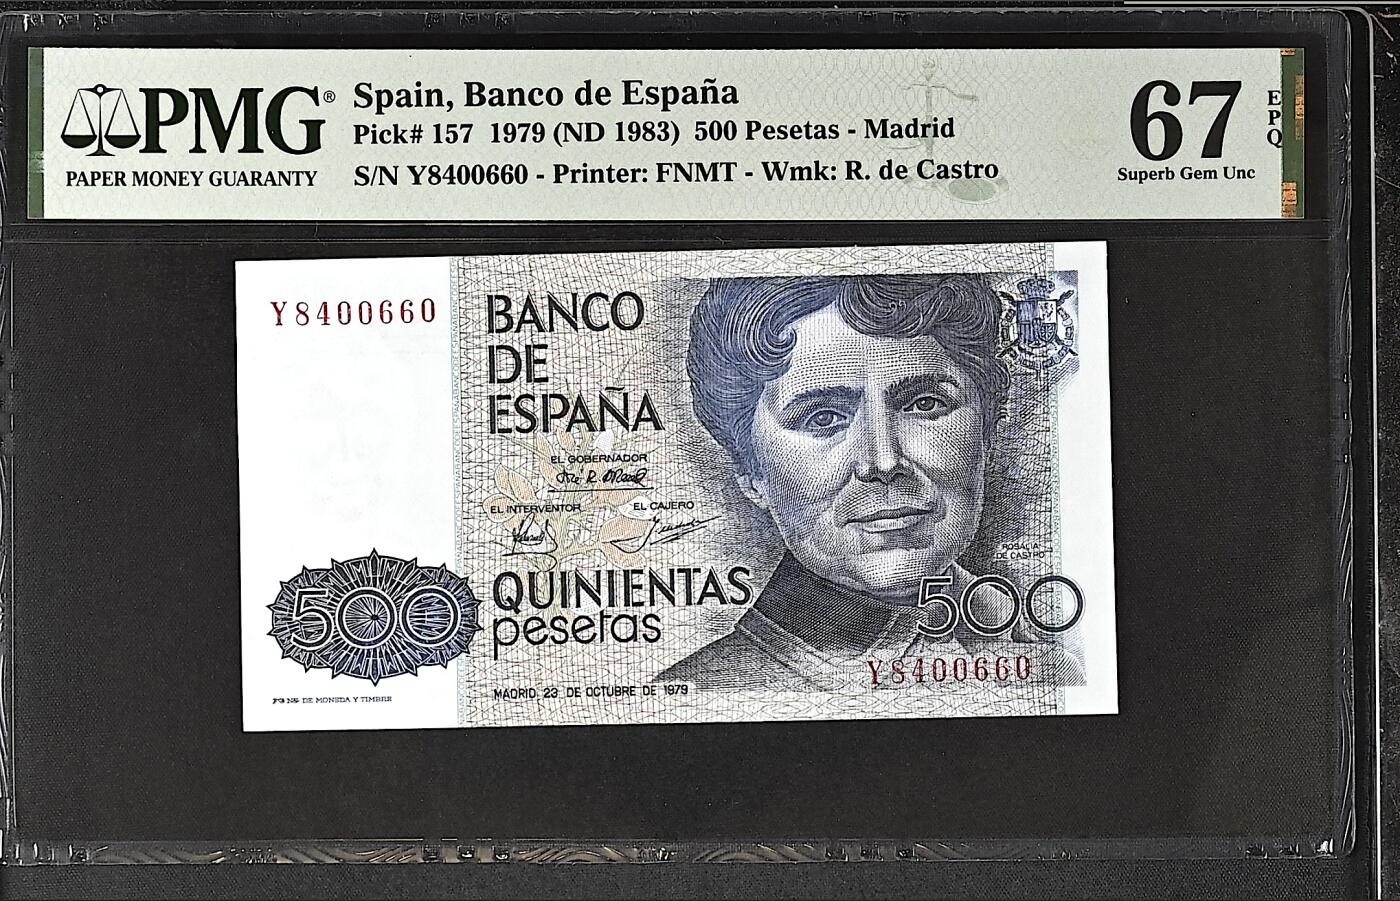 PMG®
PAPER MONEY GUARANTY
Spain, Banco de España
Pick# 157 1979 (ND 1983) 500 Pesetas - Madrid
S/N Y8400660 - Printer: FNMT - Wmk: R. de Castro
67
EPQ
Superb Gem Unc
Y8400660
BANCO
DE
ESPAÑA
EL GOBERNADOR
EL INTERVENTOR
EL CAJERO
QUINIENTAS
pesetas
500
MADRID, 23 DE OCTUBRE DE 1979
DE MONEDA Y TIMBRE
ROSALIA
DE CASTRO
500
Y8400660